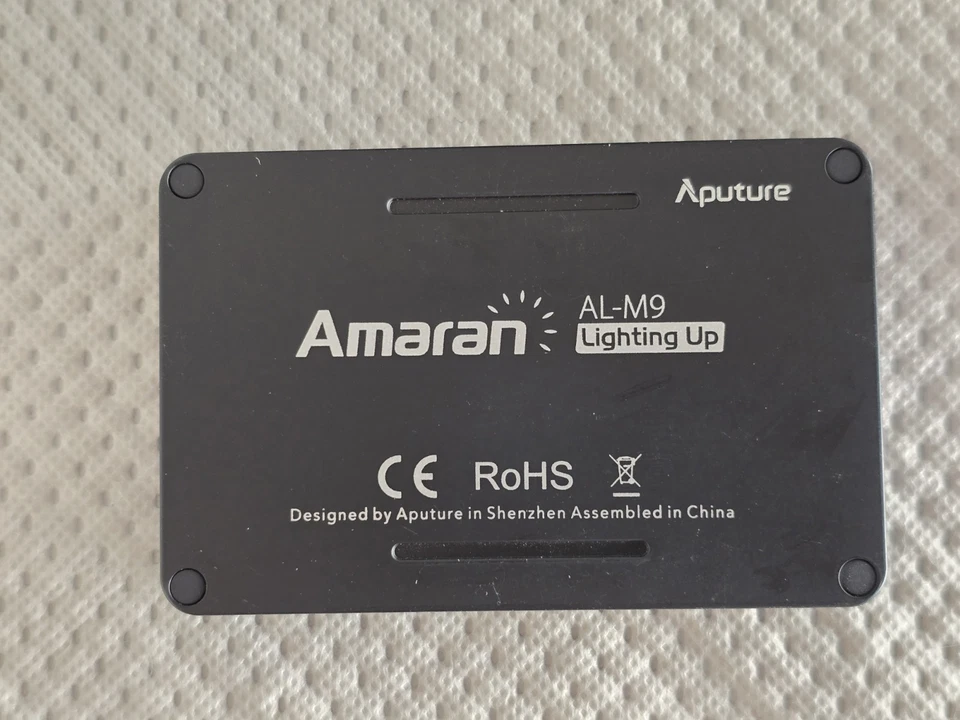 Aputure
Amaran
AL-M9
Lighting Up
CE RoHS
Designed by Aputure in Shenzhen Assembled in China